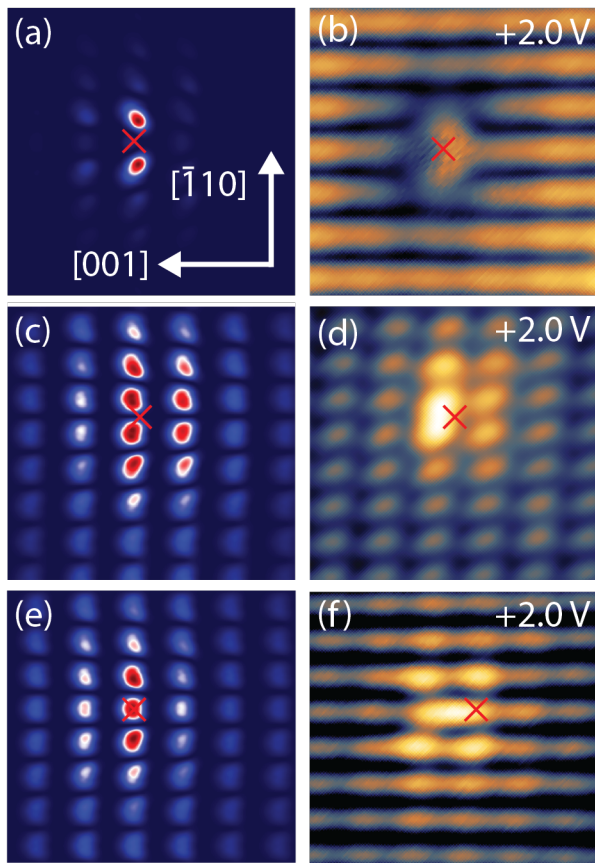 (a)
[1̄10]
[001]
(b)
+2.0 V
(c)
(d)
+2.0 V
(e)
(f)
+2.0 V